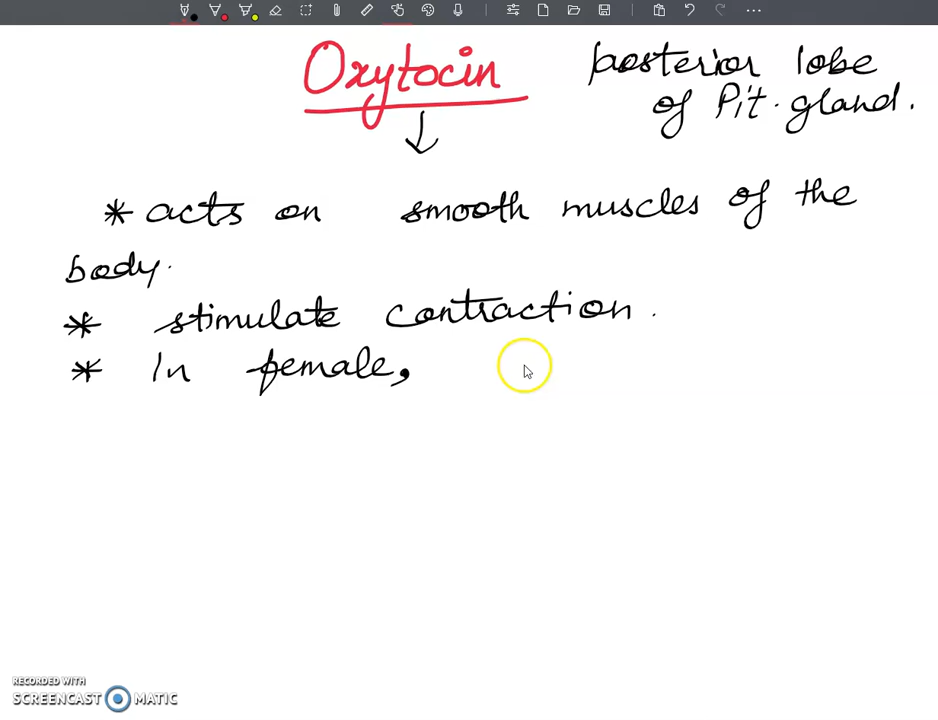 Oxytocin
posterior lobe
of Pit. gland.
* acts on smooth muscles of the
body.
* stimulate contraction.
* In female,
RECORDED WITH
SCREENCAST MATIC